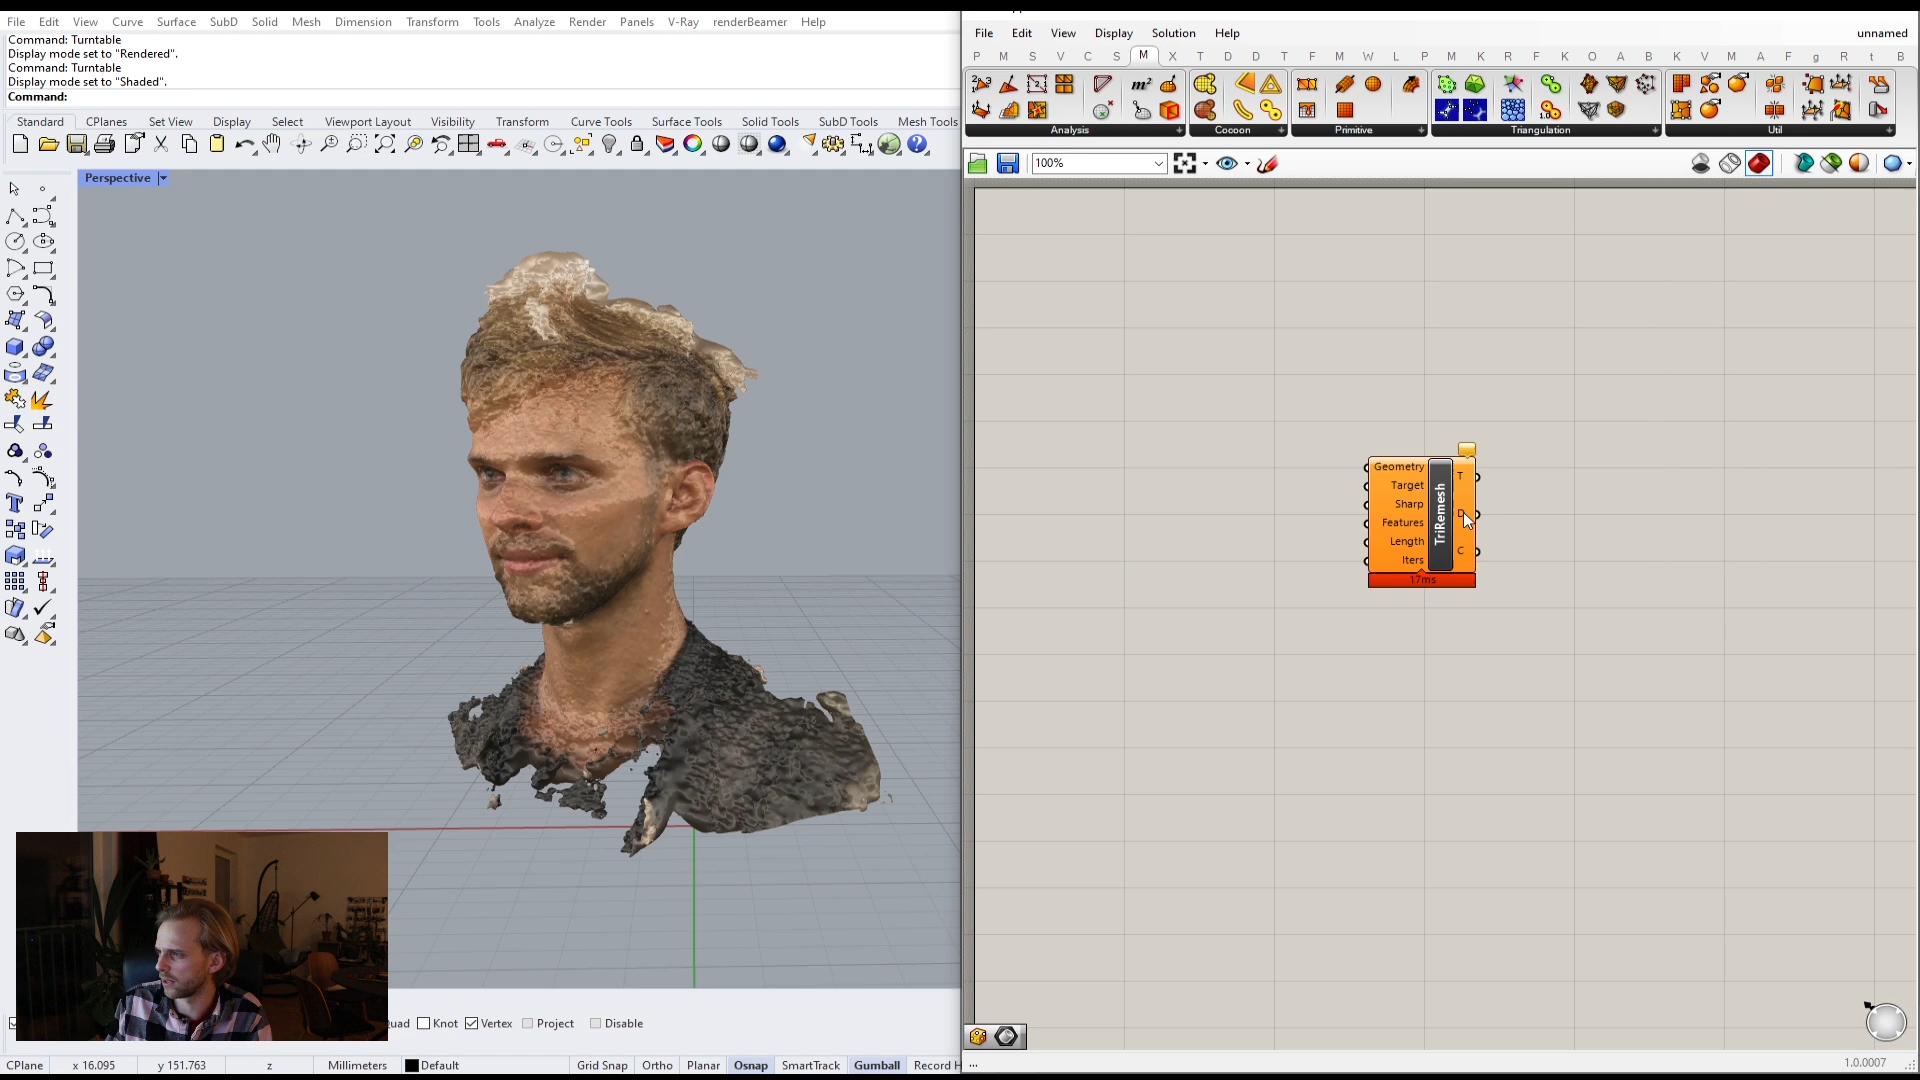 File Edit View Curve Surface SubD Solid Mesh Dimension Transform Tools Analyze Render Panels V-Ray renderBeamer Help
Command: Turntable
Display mode set to "Rendered".
Command: Turntable
Display mode set to "Shaded".
Command:
Standard CPlanes Set View Display Select Viewport Layout Visibility Transform Curve Tools Surface Tools Solid Tools SubD Tools Mesh Tools
Perspective
Knot Vertex Project Disable
CPlane x 16.095 y 151.763 z Millimeters Default Grid Snap Ortho Planar Osnap SmartTrack Gumball Record H
File Edit View Display Solution Help unnamed
P M S V C S M X T D D T F M W L P M K S K O A B K V M A F g R t B
Analysis Cocoon Primitive Triangulation Util
100%
Geometry
Target
Sharp
Features
Length
Iters
TriRemesh
T
D
C
17ms
...
1.0.0007